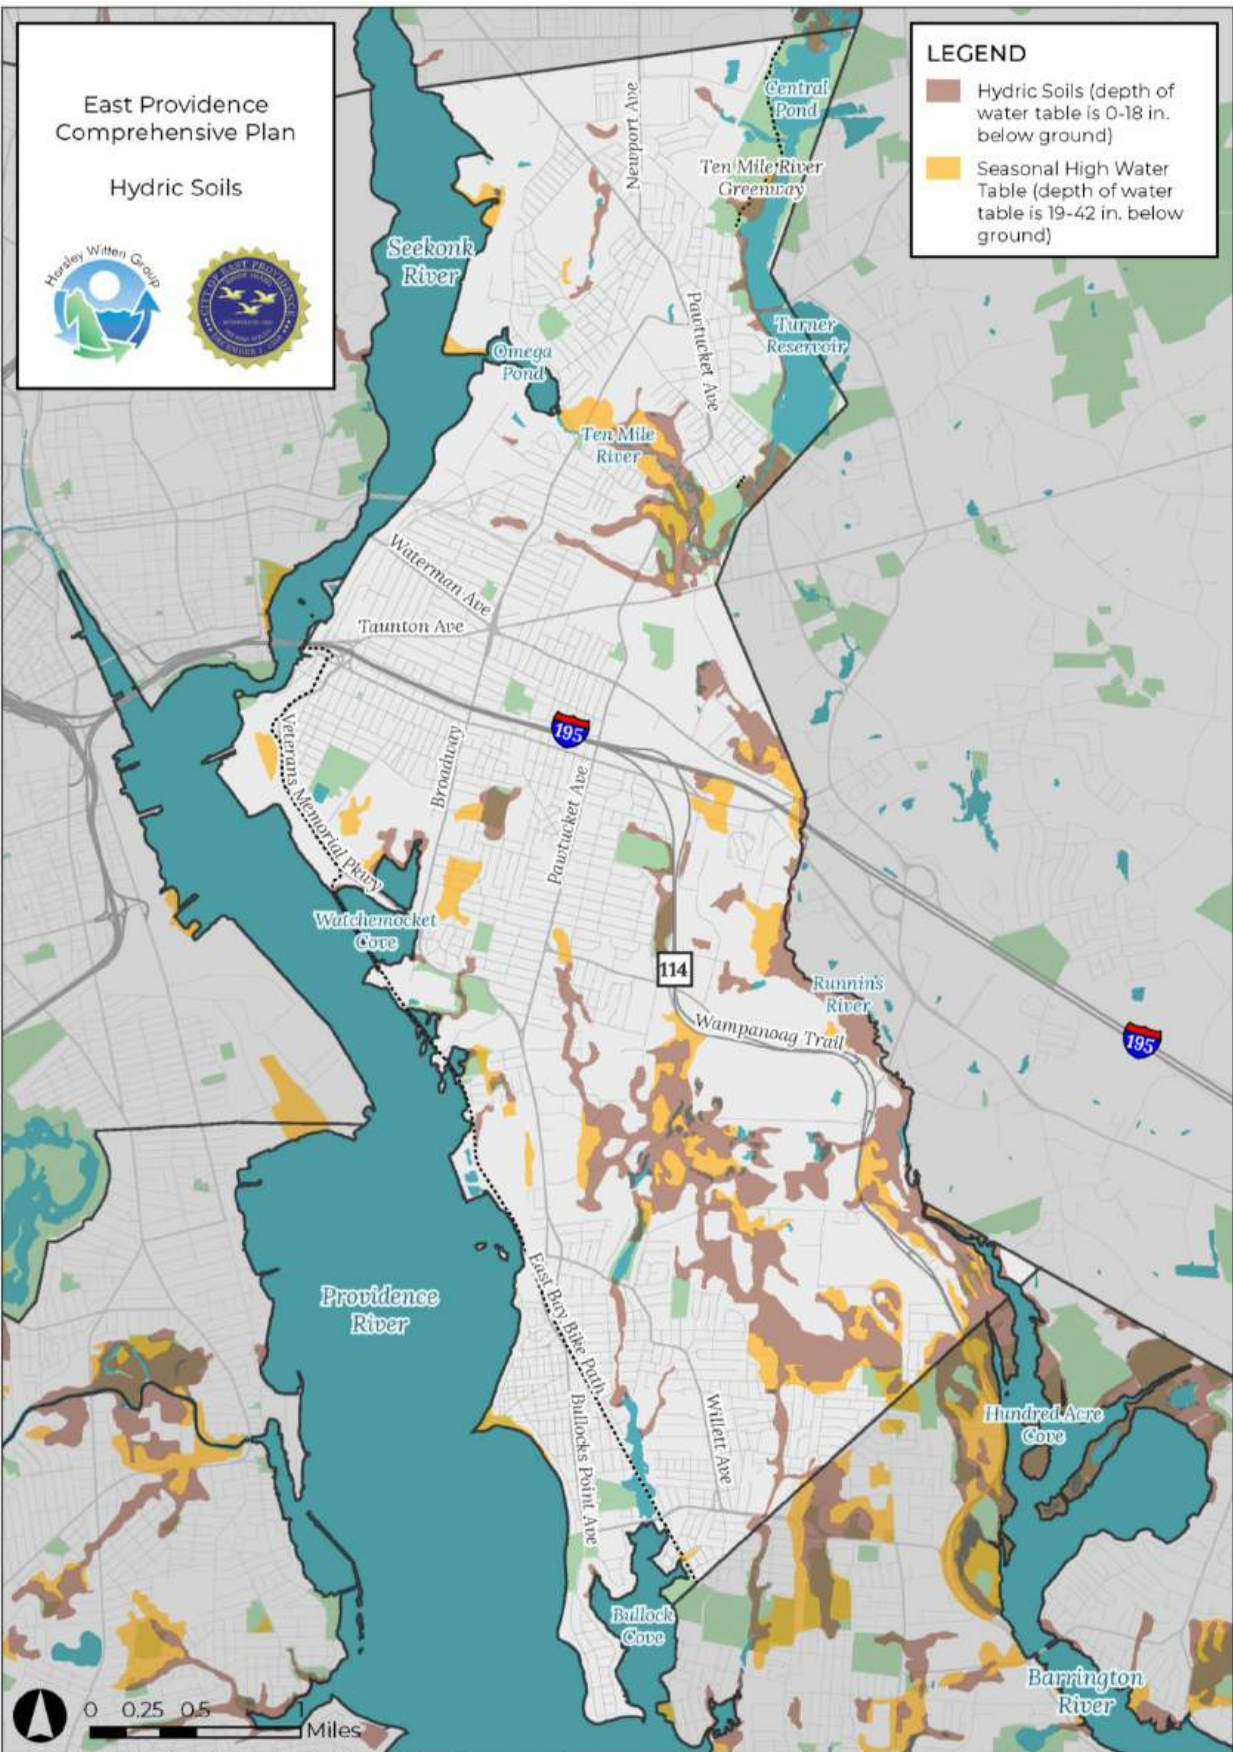 East Providence
Comprehensive Plan
Hydric Soils
Horsley Witten Group
CITY OF EAST PROVIDENCE
LEGEND
Hydric Soils (depth of
water table is 0-18 in.
below ground)
Seasonal High Water
Table (depth of water
table is 19-42 in. below
ground)
Central
Pond
Newport Ave
Ten Mile River
Greenway
Seekonk
River
Pawtucket Ave
Turner
Reservoir
Omega
Pond
Ten Mile
River
Waterman Ave
Taunton Ave
195
Veterans Memorial Pkwy
Broadway
Pawtucket Ave
Watchemocket
Cove
114
Runnin's
River
Wampanoag Trail
195
Providence
River
East Bay Bike Path
Bullocks Point Ave
Willett Ave
Hundred Acre
Cove
Bullock
Cove
Barrington
River
0 0.25 0.5 1
Miles